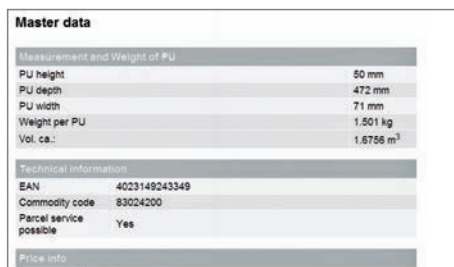 Master data
Measurement and Weight of PU
PU height 50 mm
PU depth 472 mm
PU width 71 mm
Weight per PU 1.501 kg
Vol. ca.: 1.6756 m³
Technical information
EAN 4023149243349
Commodity code 83024200
Parcel service possible Yes
Price info